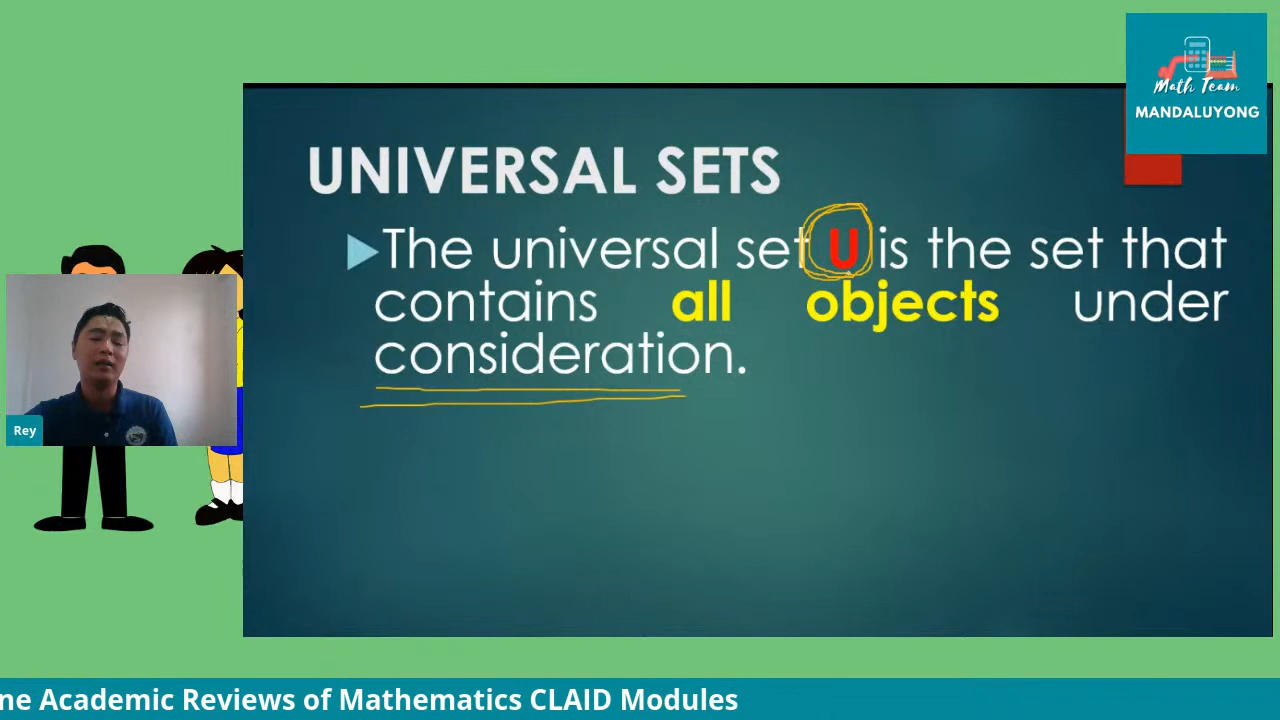 Math Team
MANDALUYONG
UNIVERSAL SETS
The universal set U is the set that
contains all objects under
consideration.
Rey
ne Academic Reviews of Mathematics CLAID Modules